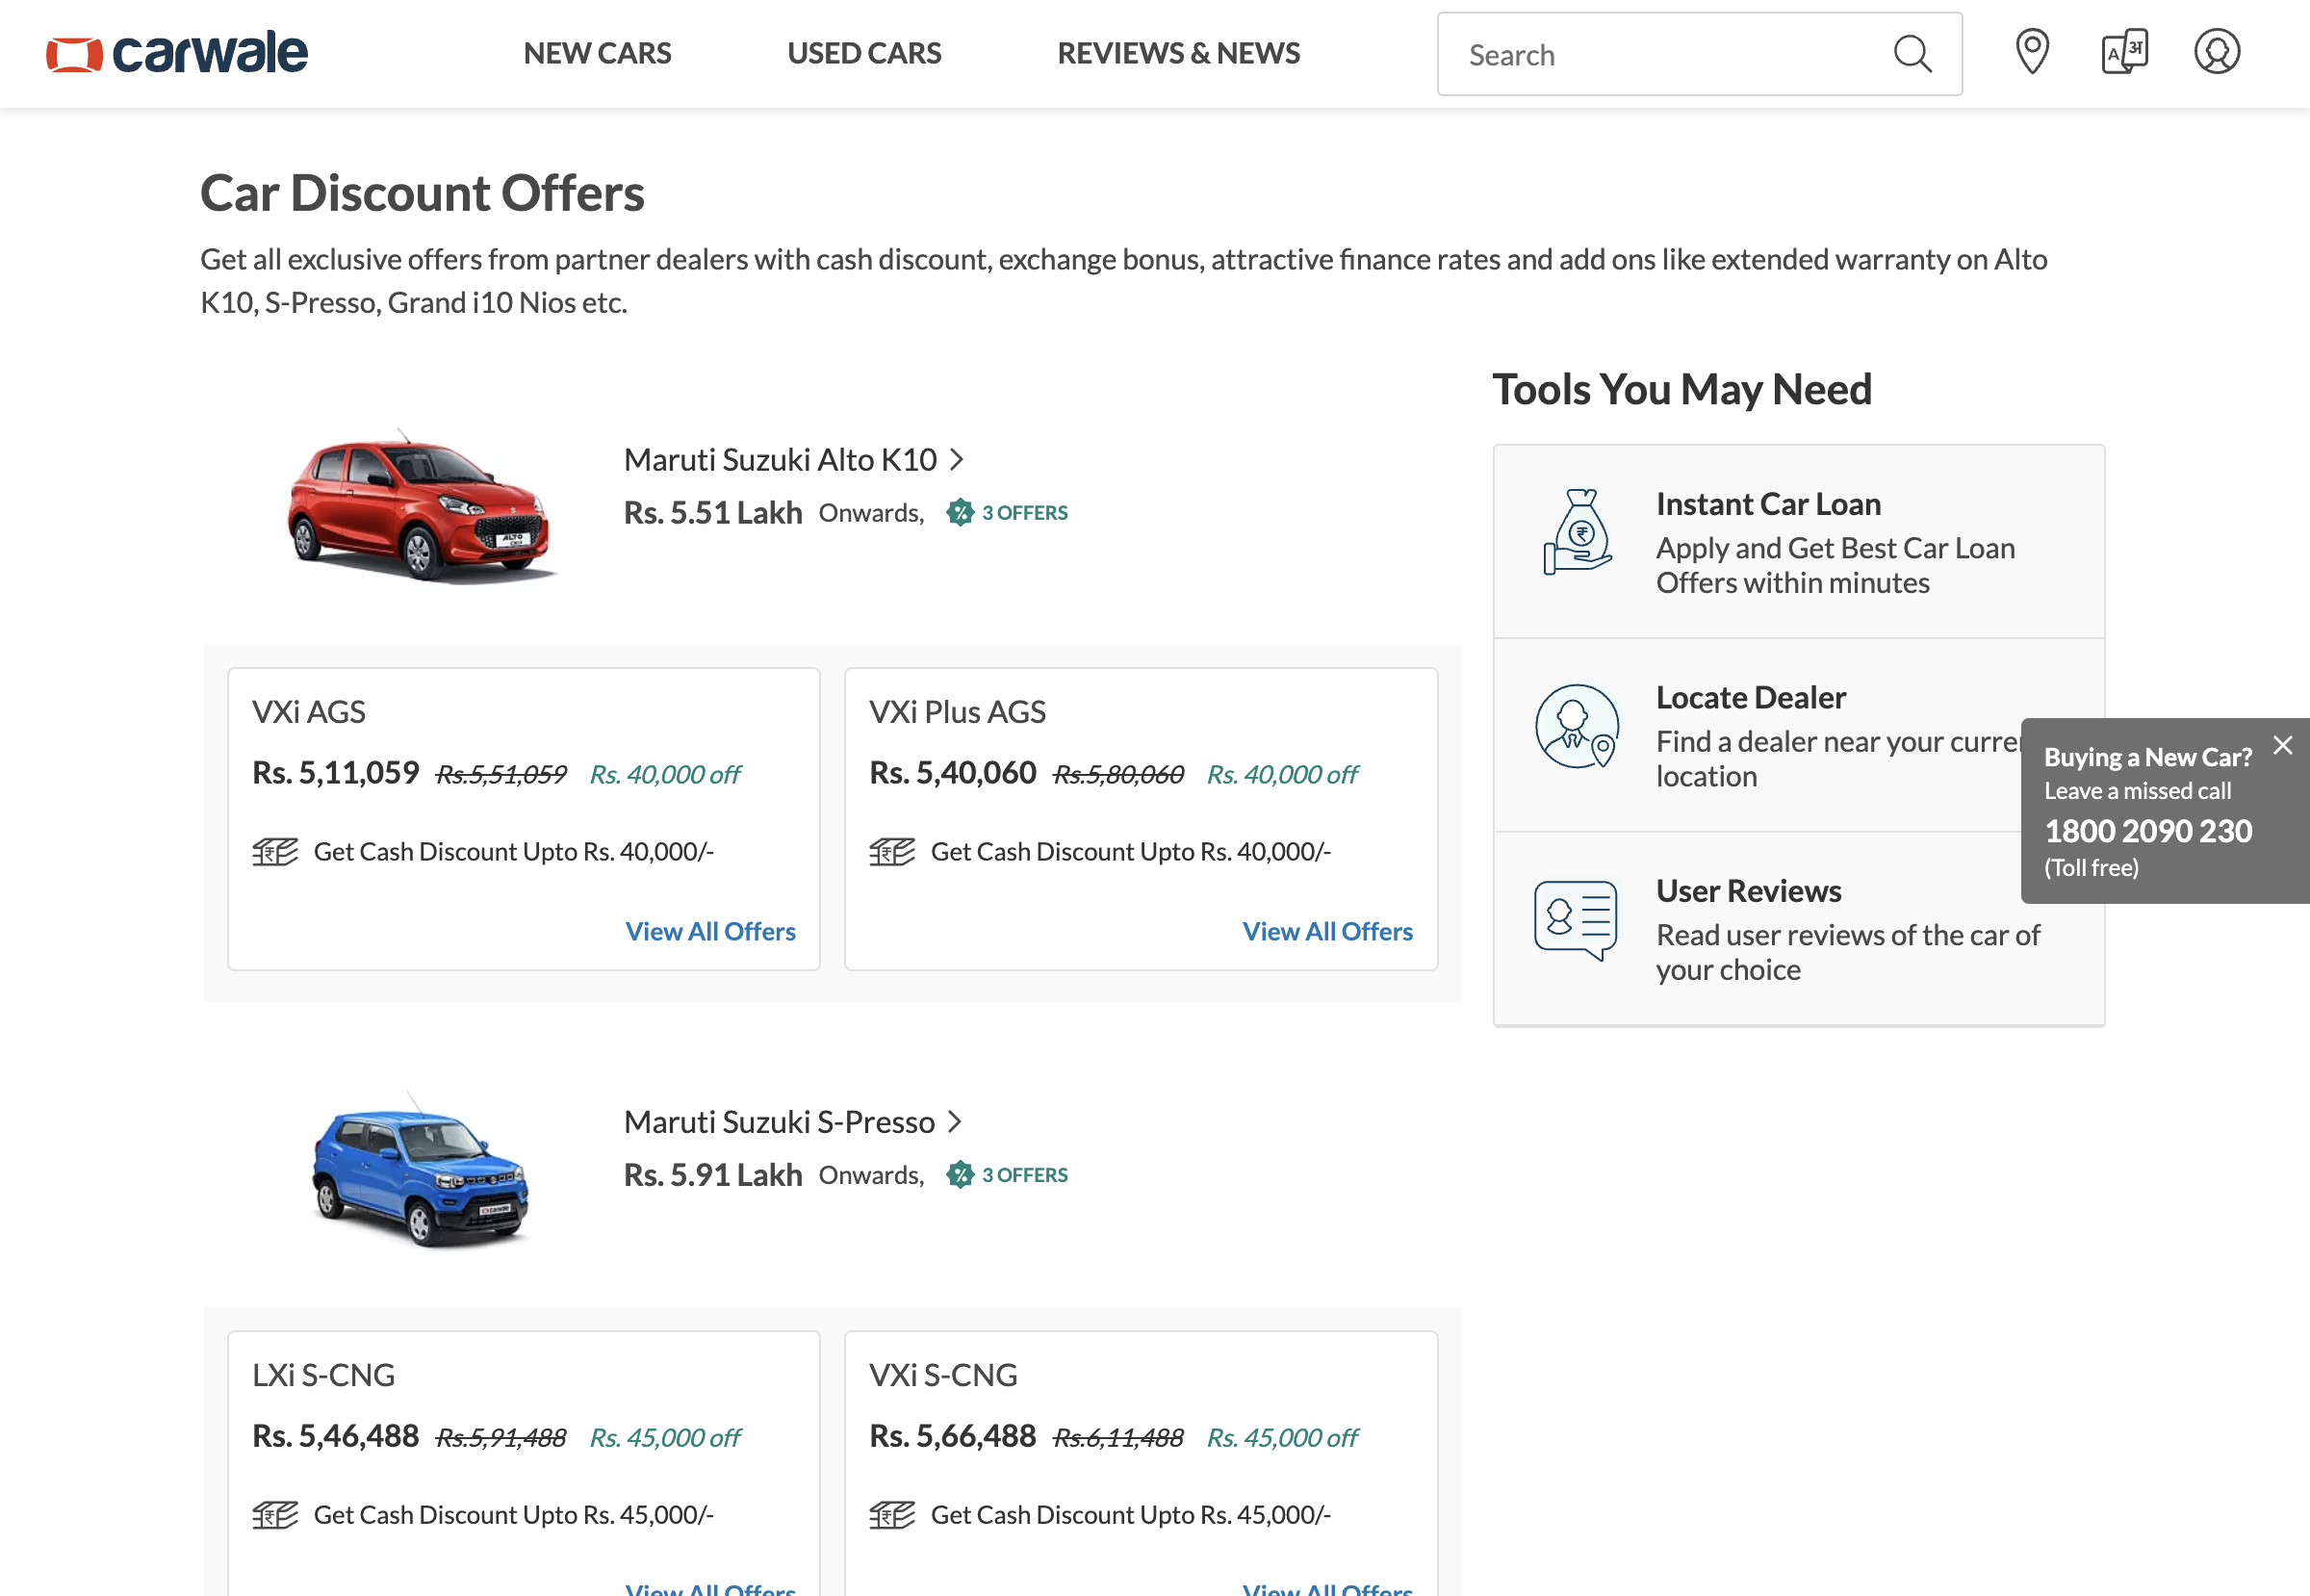 carwale
NEW CARS
USED CARS
REVIEWS & NEWS
Search
A अ
Car Discount Offers
Get all exclusive offers from partner dealers with cash discount, exchange bonus, attractive finance rates and add ons like extended warranty on Alto
K10, S-Presso, Grand i10 Nios etc.
Maruti Suzuki Alto K10
Rs. 5.51 Lakh Onwards, 3 OFFERS
ALTO
VXi AGS
Rs. 5,11,059 Rs.5,51,059 Rs. 40,000 off
Get Cash Discount Upto Rs. 40,000/-
View All Offers
VXi Plus AGS
Rs. 5,40,060 Rs.5,80,060 Rs. 40,000 off
Get Cash Discount Upto Rs. 40,000/-
View All Offers
Maruti Suzuki S-Presso
Rs. 5.91 Lakh Onwards, 3 OFFERS
carwale
LXi S-CNG
Rs. 5,46,488 Rs.5,91,488 Rs. 45,000 off
Get Cash Discount Upto Rs. 45,000/-
View All Offers
VXi S-CNG
Rs. 5,66,488 Rs.6,11,488 Rs. 45,000 off
Get Cash Discount Upto Rs. 45,000/-
View All Offers
Tools You May Need
Instant Car Loan
Apply and Get Best Car Loan
Offers within minutes
Locate Dealer
Find a dealer near your curre
location
User Reviews
Read user reviews of the car of
your choice
Buying a New Car?
Leave a missed call
1800 2090 230
(Toll free)